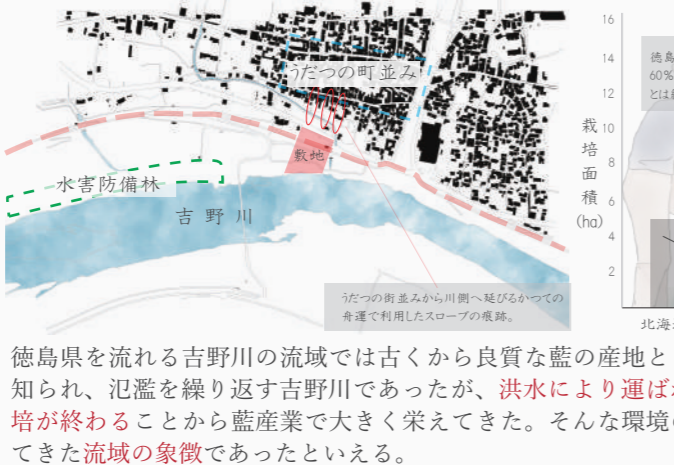 うだつの町並み
敷地
水害防備林
吉野川
うだつの街並みから川側へ延びるかつての
舟運で利用したスロープの痕跡。
16
14
12
10
8
6
4
2
栽培面積
(ha)
徳島
60%
とは
北海
徳島県を流れる吉野川の流域では古くから良質な藍の産地と
知られ、氾濫を繰り返す吉野川であったが、洪水により運ば
培が終わることから藍産業で大きく栄えてきた。そんな環境
てきた流域の象徴であったといえる。